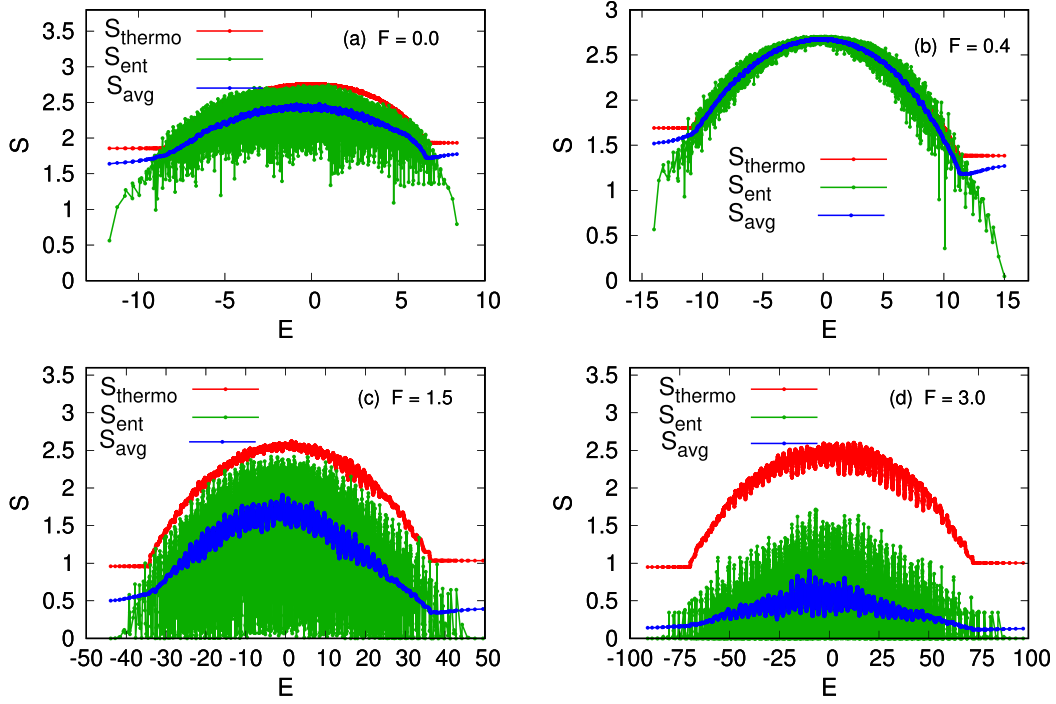 S_thermo
S_ent
S_avg
(a) F = 0.0
3.5
3
2.5
2
1.5
1
0.5
0
S
-10 -5 0 5 10
E
(b) F = 0.4
S_thermo
S_ent
S_avg
3
2.5
2
1.5
1
0.5
0
S
-15 -10 -5 0 5 10 15
E
S_thermo
S_ent
S_avg
(c) F = 1.5
3.5
3
2.5
2
1.5
1
0.5
0
S
-50 -40 -30 -20 -10 0 10 20 30 40 50
E
S_thermo
S_ent
S_avg
(d) F = 3.0
3.5
3
2.5
2
1.5
1
0.5
0
S
-100 -75 -50 -25 0 25 50 75 100
E